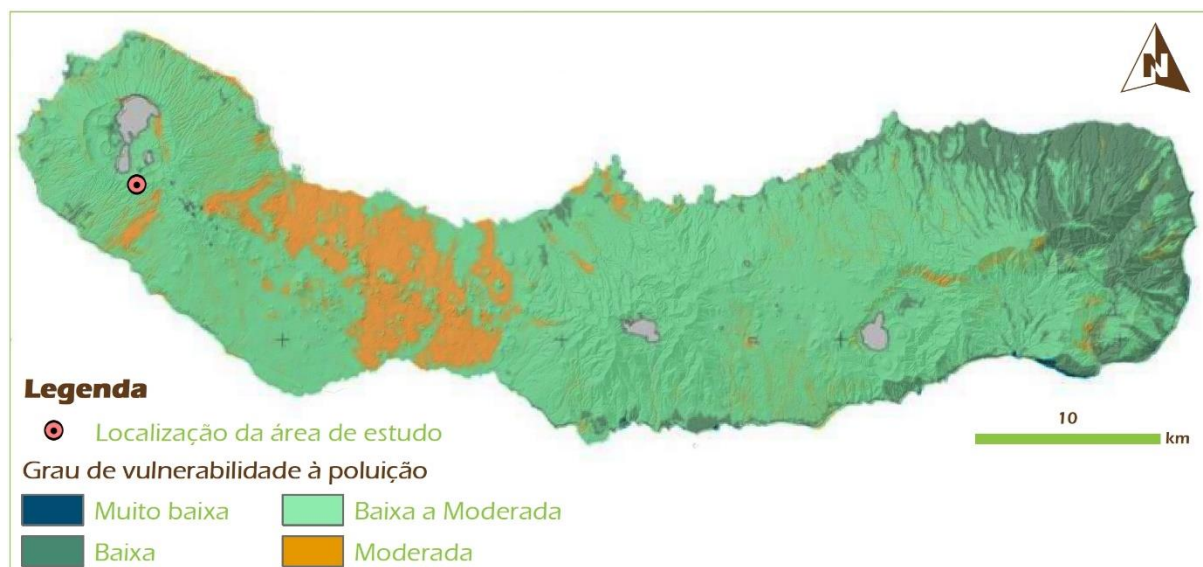 N
Legenda
Localização da área de estudo
10
km
Grau de vulnerabilidade à poluição
Muito baixa
Baixa a Moderada
Baixa
Moderada